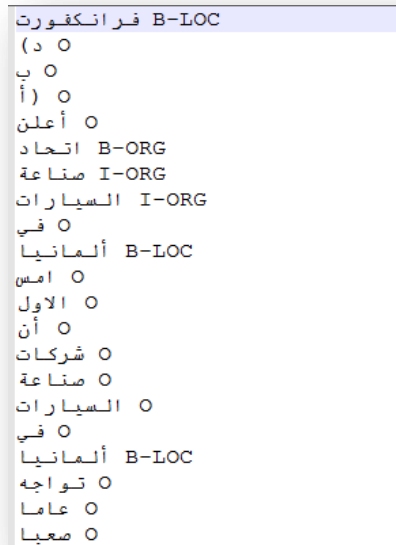 فرانكفورت B-LOC
(د O
ب O
أ) O
أعلن O
اتحاد B-ORG
صناعة I-ORG
السيارات I-ORG
في O
ألمانيا B-LOC
امس O
الاول O
أن O
شركات O
صناعة O
السيارات O
في O
ألمانيا B-LOC
تواجه O
عاما O
صعبا O